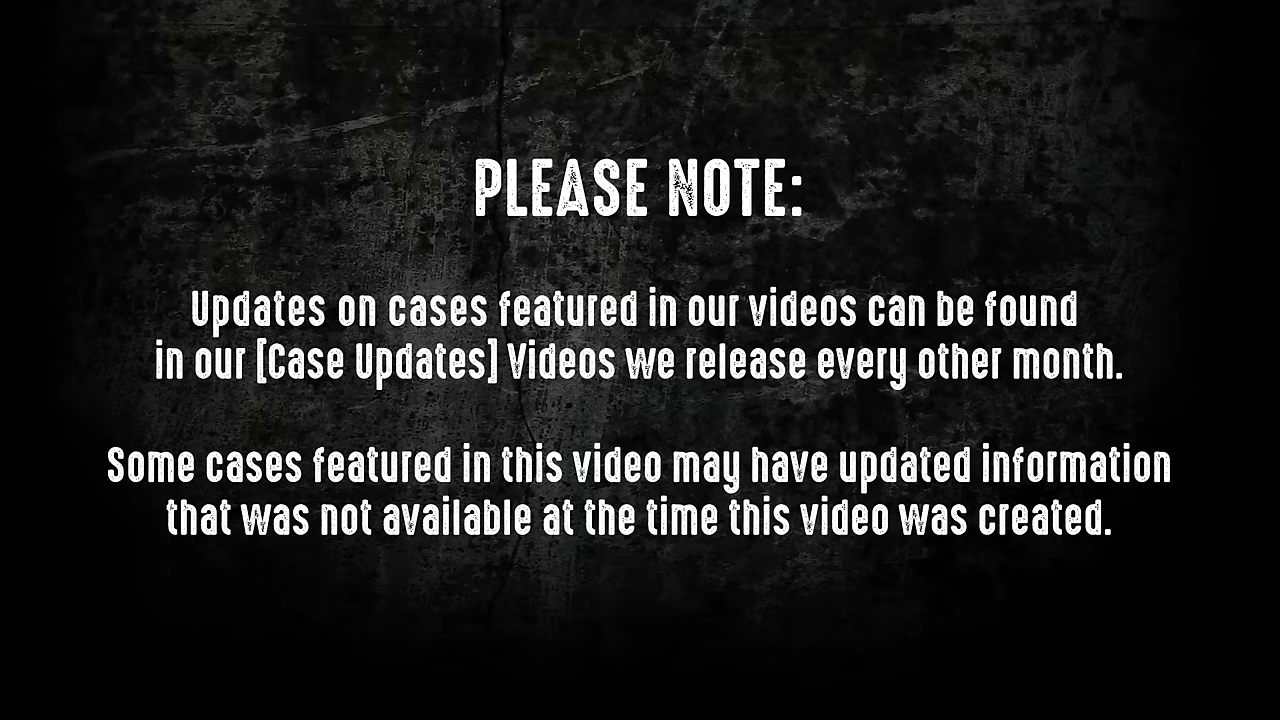 PLEASE NOTE:
Updates on cases featured in our videos can be found
in our [Case Updates] Videos we release every other month.
Some cases featured in this video may have updated information
that was not available at the time this video was created.